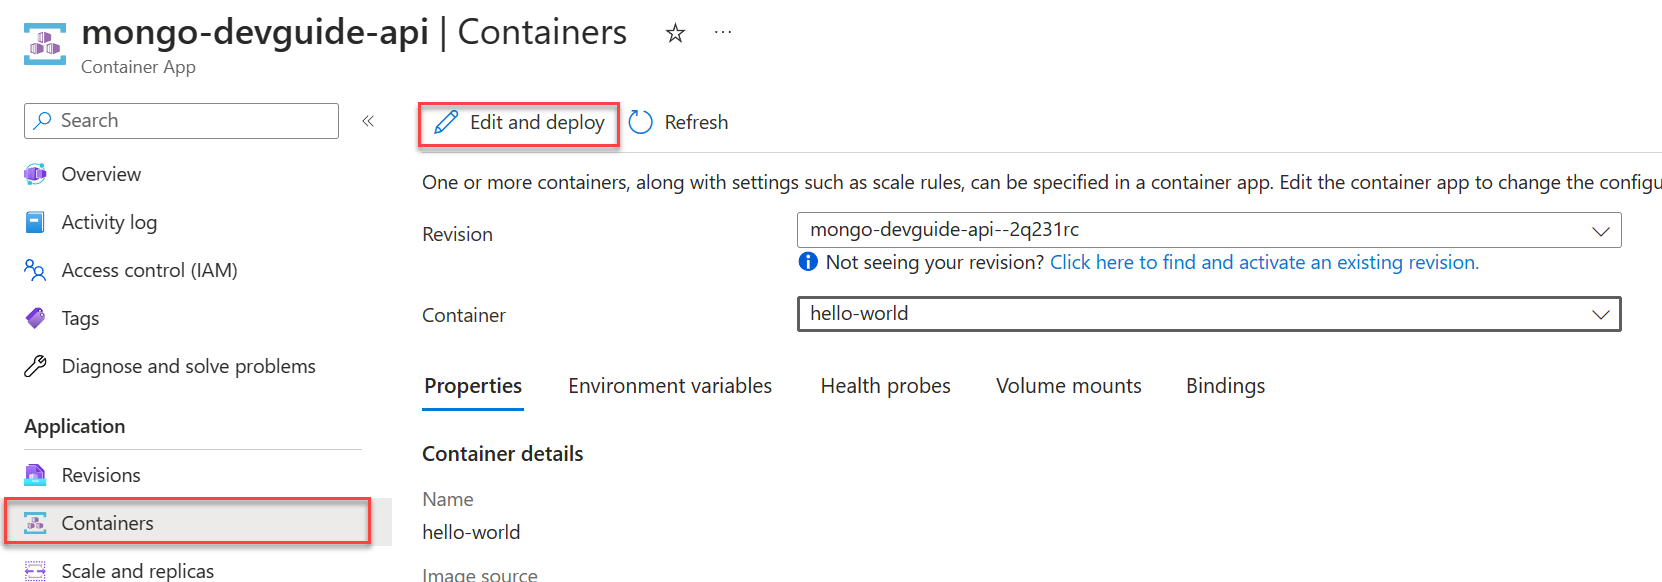 mongo-devguide-api | Containers
Container App
Search
Overview
Activity log
Access control (IAM)
Tags
Diagnose and solve problems
Application
Revisions
Containers
Scale and replicas
Edit and deploy
Refresh
One or more containers, along with settings such as scale rules, can be specified in a container app. Edit the container app to change the configu
Revision
mongo-devguide-api--2q231rc
Not seeing your revision? Click here to find and activate an existing revision.
Container
hello-world
Properties
Environment variables
Health probes
Volume mounts
Bindings
Container details
Name
hello-world
Image source